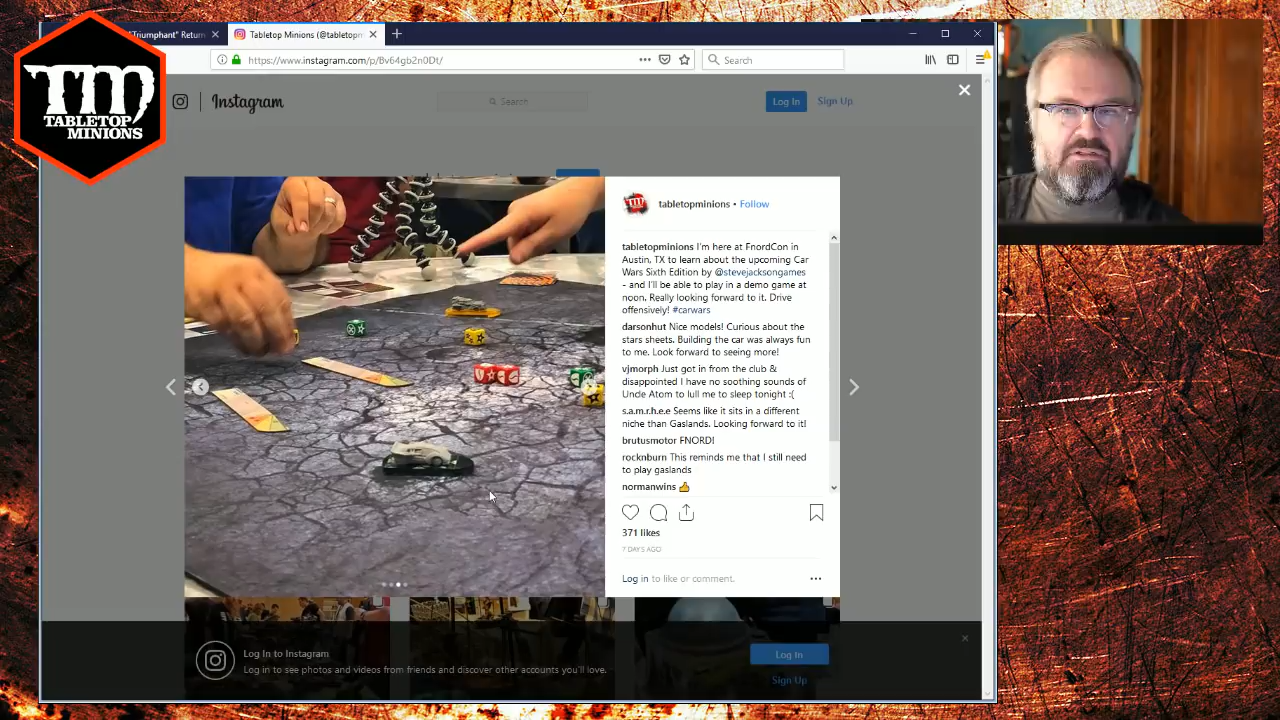 TM
TABLETOP
MINIONS
"Triumphant" Return
Tabletop Minions (@tabletopm
https://www.instagram.com/p/Bv64gb2n0Dt/
Search
Instagram
Search
Log In
Sign Up
tabletopminions • Follow
tabletopminions I'm here at FnordCon in
Austin, TX to learn about the upcoming Car
Wars Sixth Edition by @stevejacksongames
- and I'll be able to play in a demo game at
noon. Really looking forward to it. Drive
offensively! #carwars
darsonhut Nice models! Curious about the
stars sheets. Building the car was always fun
to me. Look forward to seeing more!
vjmorph Just got in from the club &
disappointed I have no soothing sounds of
Uncle Atom to lull me to sleep tonight :(
s.a.m.r.h.e.e Seems like it sits in a different
niche than Gaslands. Looking forward to it!
brutusmotor FNORD!
rocknburn This reminds me that I still need
to play gaslands
normanwins 👍
371 likes
7 DAYS AGO
Log in to like or comment.
Log In to Instagram
Log in to see photos and videos from friends and discover other accounts you'll love.
Log In
Sign Up